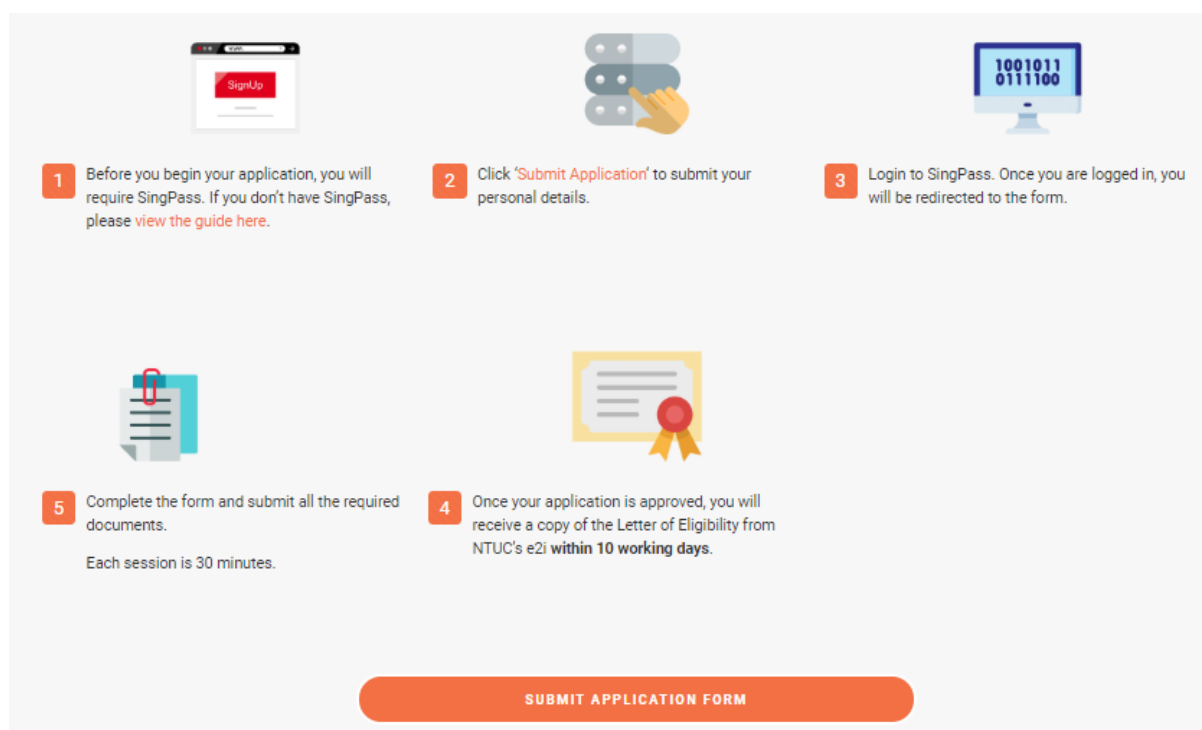 SignUp
1001011
0111100
1
Before you begin your application, you will
require SingPass. If you don't have SingPass,
please view the guide here.
2
Click 'Submit Application' to submit your
personal details.
3
Login to SingPass. Once you are logged in, you
will be redirected to the form.
5
Complete the form and submit all the required
documents.
Each session is 30 minutes.
4
Once your application is approved, you will
receive a copy of the Letter of Eligibility from
NTUC's e2i within 10 working days.
SUBMIT APPLICATION FORM